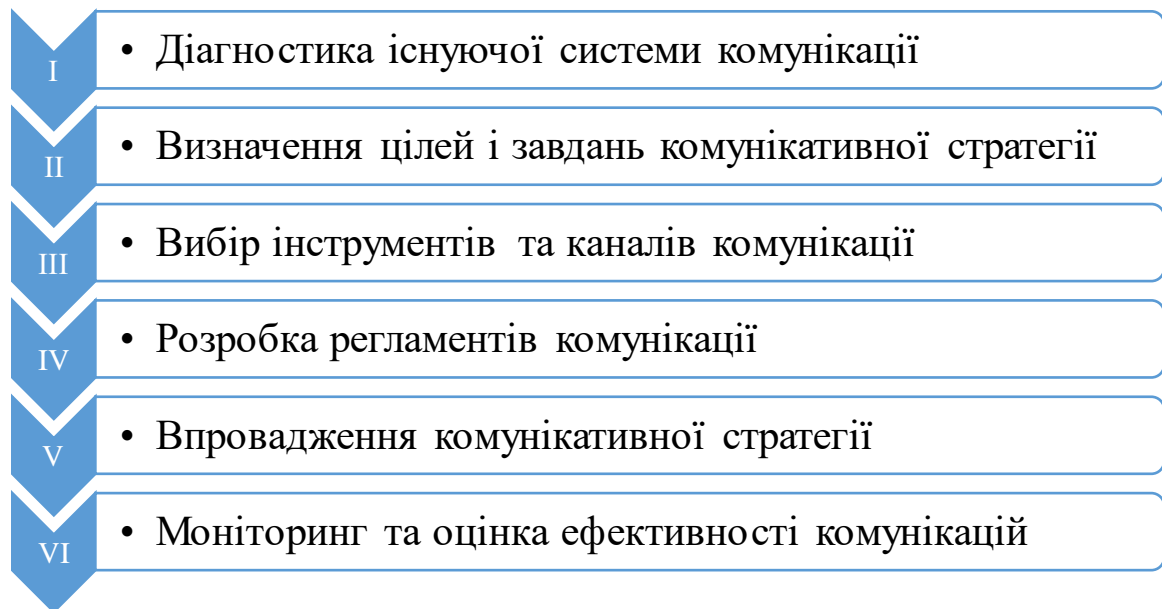 I
• Діагностика існуючої системи комунікації
II
• Визначення цілей і завдань комунікативної стратегії
III
• Вибір інструментів та каналів комунікації
IV
• Розробка регламентів комунікації
V
• Впровадження комунікативної стратегії
VI
• Моніторинг та оцінка ефективності комунікацій